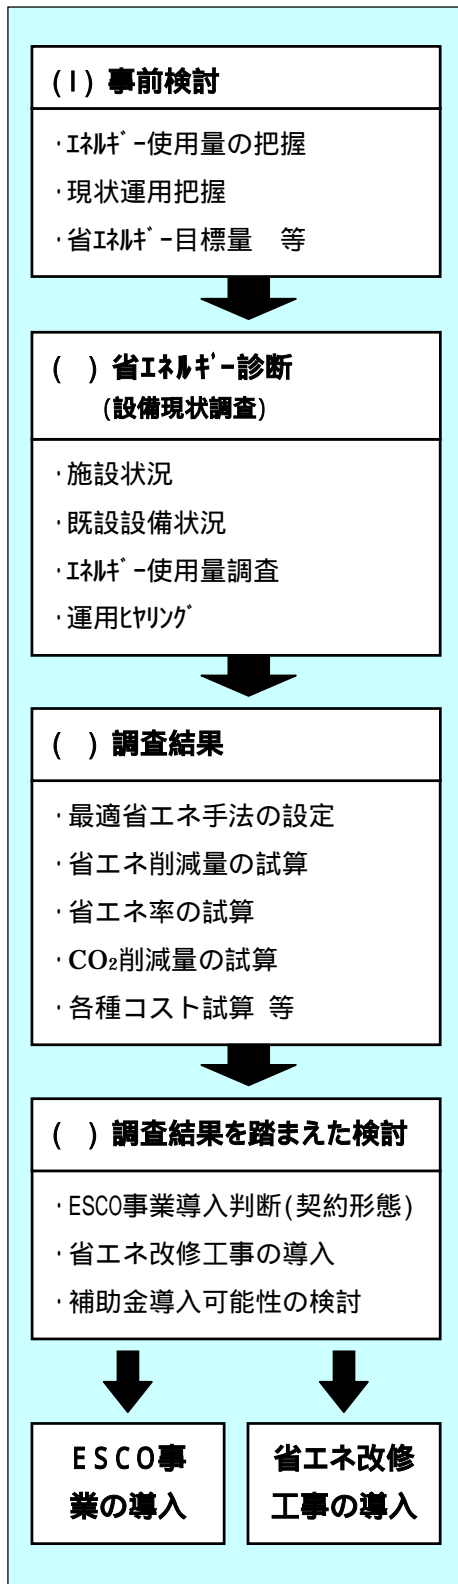 (I) 事前検討
・ｴﾈﾙｷﾞｰ使用量の把握
・現状運用把握
・省ｴﾈﾙｷﾞｰ目標量　等
(　) 省ｴﾈﾙｷﾞｰ診断
(設備現状調査)
・施設状況
・既設設備状況
・ｴﾈﾙｷﾞｰ使用量調査
・運用ﾋﾔﾘﾝｸﾞ
(　) 調査結果
・最適省エネ手法の設定
・省エネ削減量の試算
・省エネ率の試算
・CO₂削減量の試算
・各種コスト試算 等
(　) 調査結果を踏まえた検討
・ESCO事業導入判断(契約形態)
・省エネ改修工事の導入
・補助金導入可能性の検討
ＥＳＣＯ事
業の導入
省エネ改修
工事の導入